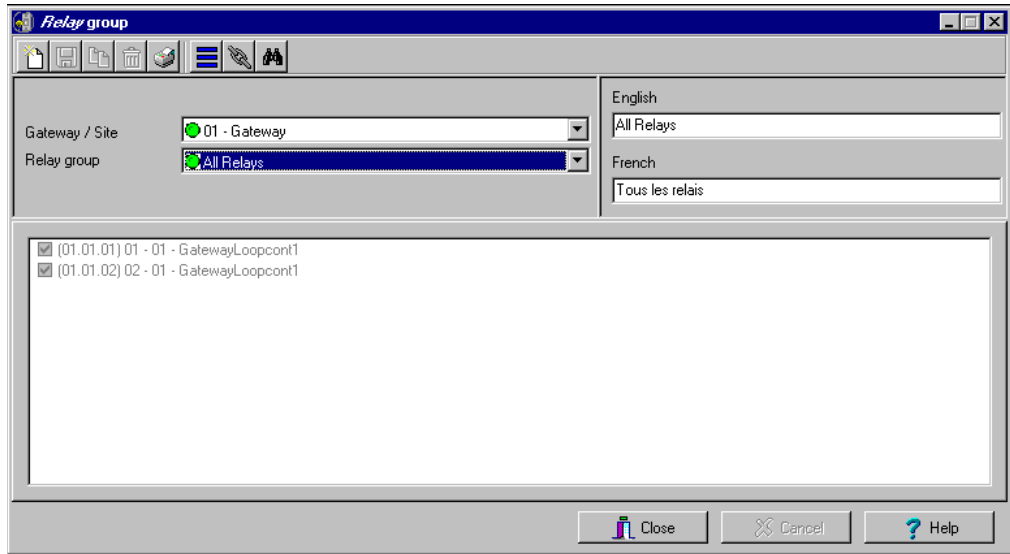 Relay group
Gateway / Site
01 - Gateway
Relay group
All Relays
English
All Relays
French
Tous les relais
(01.01.01) 01 - 01 - GatewayLoopcont1
(01.01.02) 02 - 01 - GatewayLoopcont1
Close
Cancel
Help